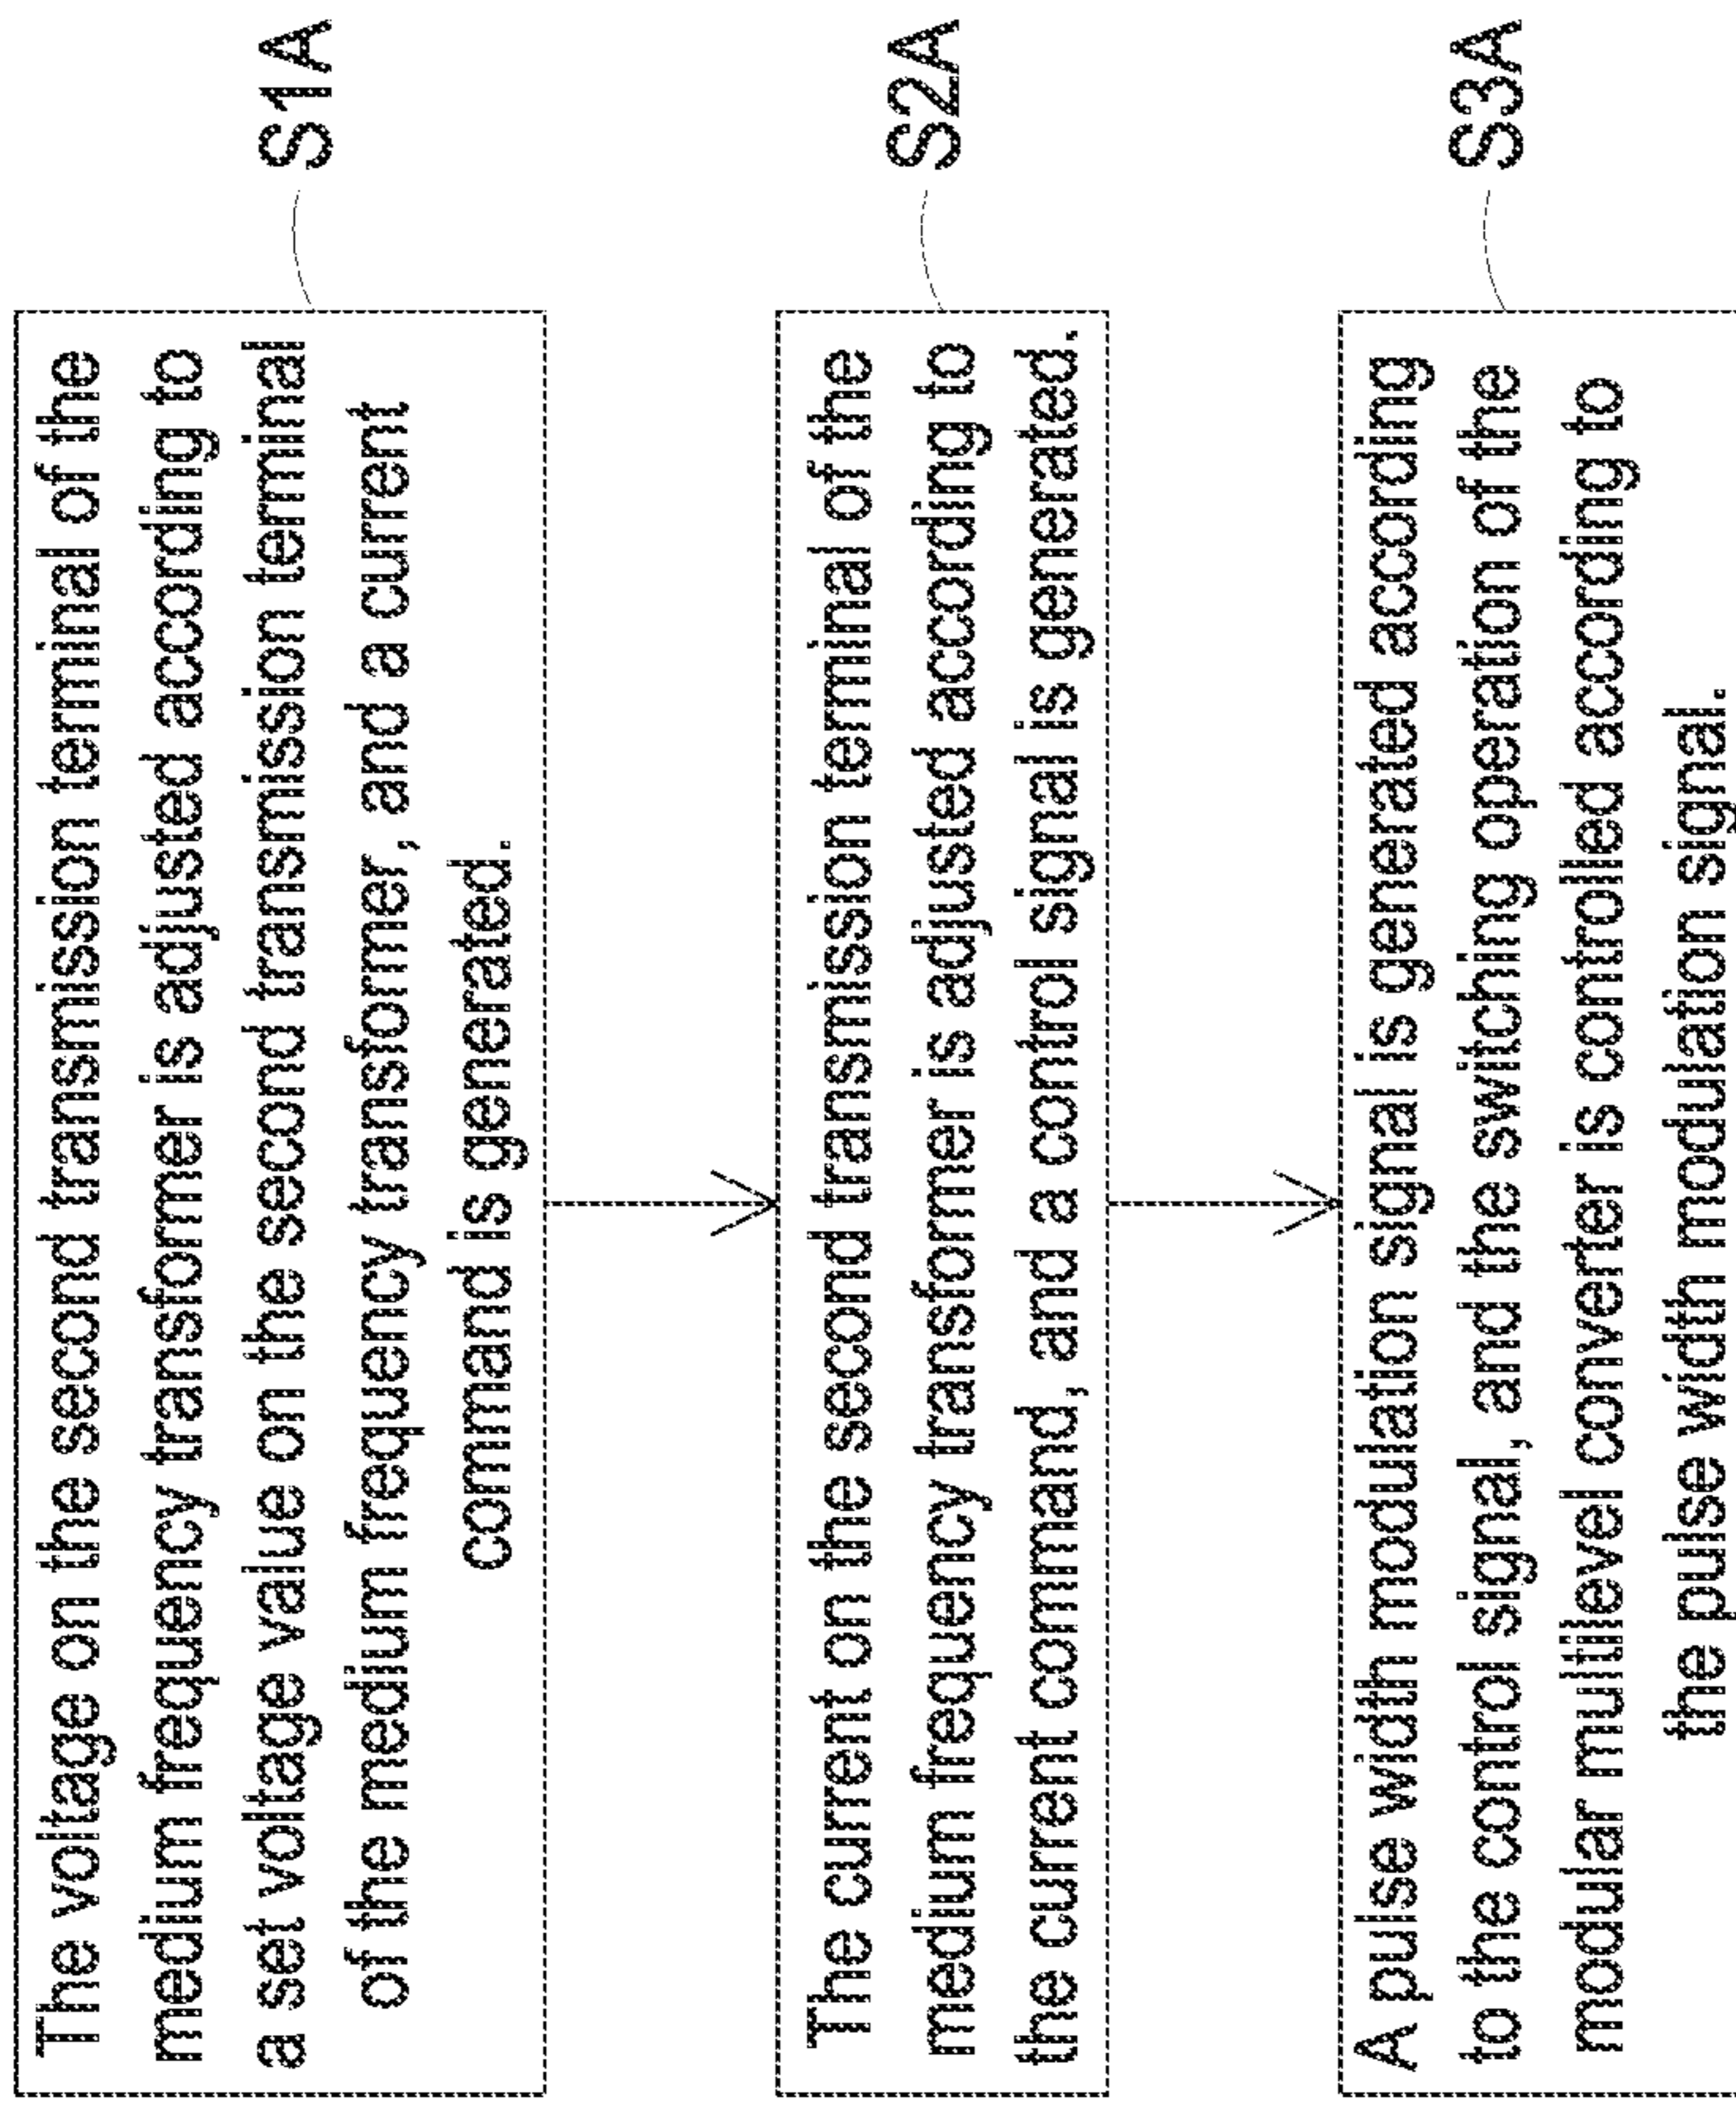 The voltage on the second transmission terminal of the
medium frequency transformer is adjusted according to
a set voltage value on the second transmission terminal
of the medium frequency transformer, and a current
command is generated.
S1A
The current on the second transmission terminal of the
medium frequency transformer is adjusted according to
the current command, and a control signal is generated.
S2A
A pulse width modulation signal is generated according
to the control signal, and the switching operation of the
modular multilevel converter is controlled according to
the pulse width modulation signal.
S3A